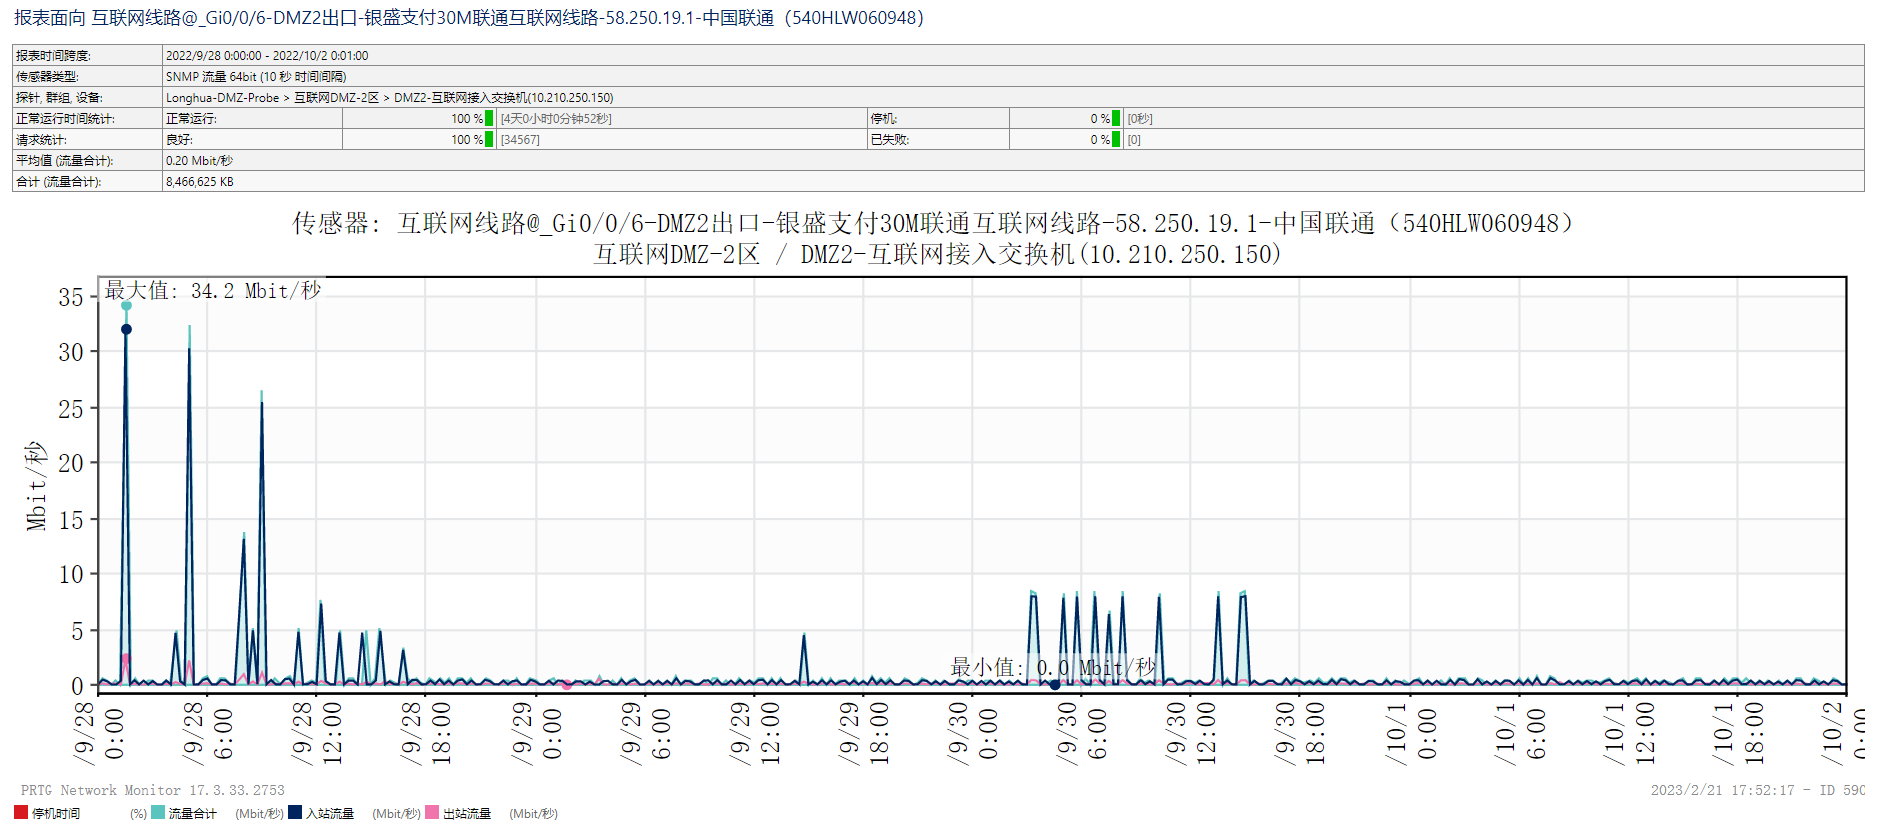 报表面向 互联网线路@_Gi0/0/6-DMZ2出口-银盛支付30M联通互联网线路-58.250.19.1-中国联通（540HLW060948）
报表时间跨度: 2022/9/28 0:00:00 - 2022/10/2 0:01:00
传感器类型: SNMP 流量 64bit (10 秒 时间间隔)
探针, 群组, 设备: Longhua-DMZ-Probe > 互联网DMZ-2区 > DMZ2-互联网接入交换机(10.210.250.150)
正常运行时间统计: 正常运行: 100 % [4天0小时0分钟52秒] 停机: 0 % [0秒]
请求统计: 良好: 100 % [34567] 已失败: 0 % [0]
平均值 (流量合计): 0.20 Mbit/秒
合计 (流量合计): 8,466,625 KB
传感器: 互联网线路@_Gi0/0/6-DMZ2出口-银盛支付30M联通互联网线路-58.250.19.1-中国联通（540HLW060948）
互联网DMZ-2区 / DMZ2-互联网接入交换机(10.210.250.150)
最大值: 34.2 Mbit/秒
35
30
25
20
15
10
5
0
Mbit/秒
最小值: 0.0 Mbit/秒
/9/28 0:00
/9/28 6:00
/9/28 12:00
/9/28 18:00
/9/29 0:00
/9/29 6:00
/9/29 12:00
/9/29 18:00
/9/30 0:00
/9/30 6:00
/9/30 12:00
/9/30 18:00
/10/1 0:00
/10/1 6:00
/10/1 12:00
/10/1 18:00
/10/2 0:00
PRTG Network Monitor 17.3.33.2753
2023/2/21 17:52:17 - ID 590
停机时间 (%) 流量合计 (Mbit/秒) 入站流量 (Mbit/秒) 出站流量 (Mbit/秒)